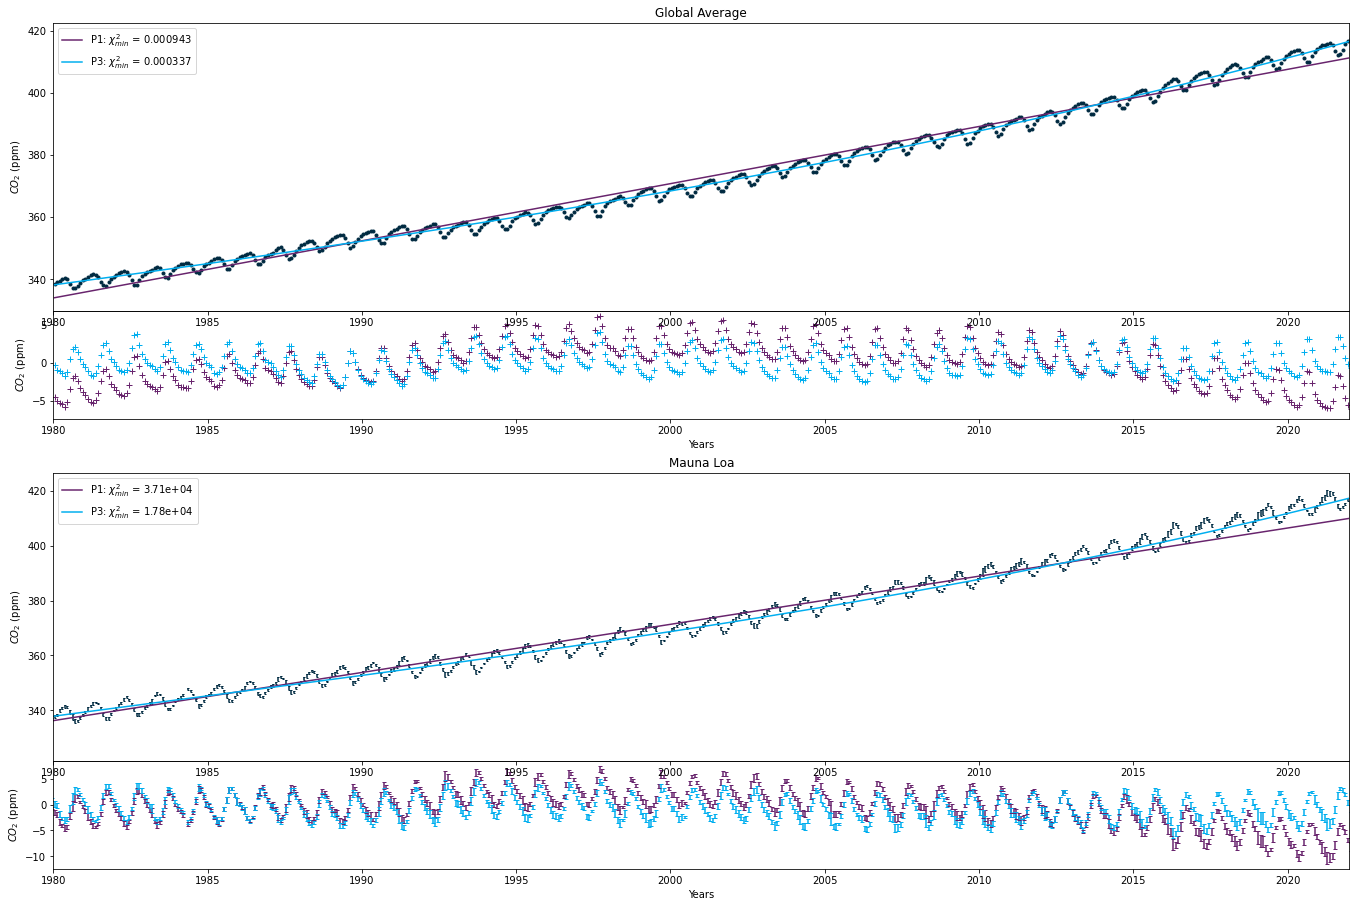 Global Average
P1: χ²min = 0.000943
P3: χ²min = 0.000337
420
400
380
360
340
CO₂ (ppm)
1980 1985 1990 1995 2000 2005 2010 2015 2020
5
0
−5
CO₂ (ppm)
1980 1985 1990 1995 2000 2005 2010 2015 2020
Years
Mauna Loa
P1: χ²min = 3.71e+04
P3: χ²min = 1.78e+04
420
400
380
360
340
CO₂ (ppm)
1980 1985 1990 1995 2000 2005 2010 2015 2020
5
0
−5
−10
CO₂ (ppm)
1980 1985 1990 1995 2000 2005 2010 2015 2020
Years